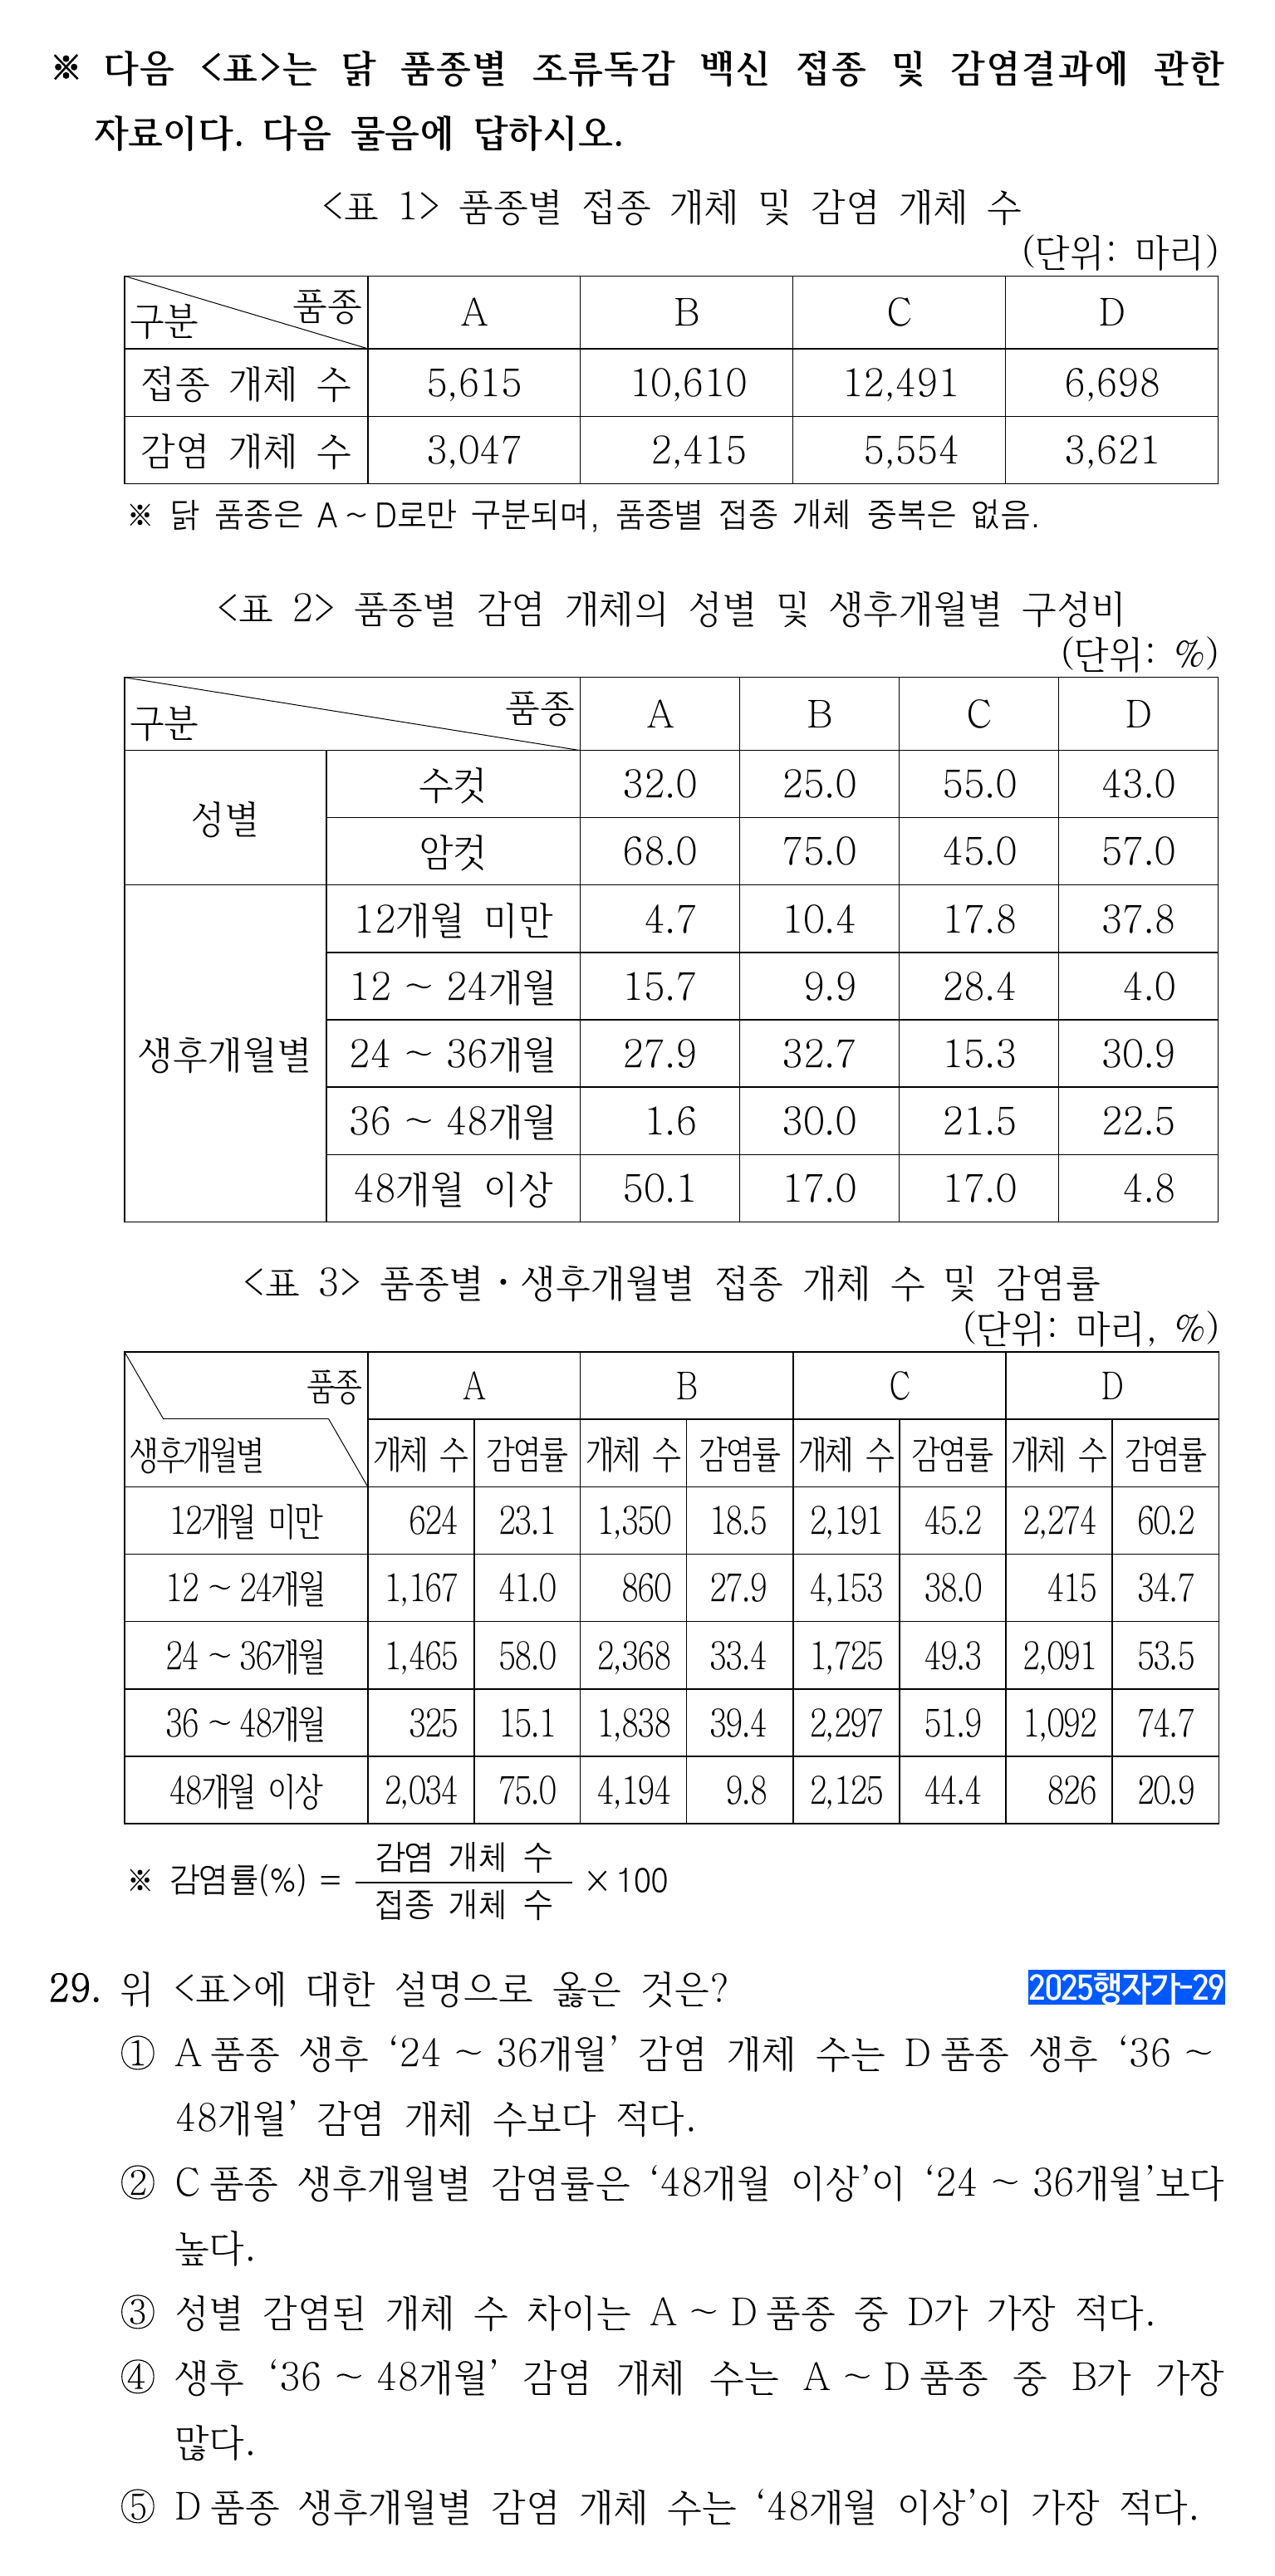 ※ 다음 <표>는 닭 품종별 조류독감 백신 접종 및 감염결과에 관한
자료이다. 다음 물음에 답하시오.
<표 1> 품종별 접종 개체 및 감염 개체 수
(단위: 마리)
구분 품종 A B C D
접종 개체 수 5,615 10,610 12,491 6,698
감염 개체 수 3,047 2,415 5,554 3,621
※ 닭 품종은 A~D로만 구분되며, 품종별 접종 개체 중복은 없음.
<표 2> 품종별 감염 개체의 성별 및 생후개월별 구성비
(단위: %)
구분 품종 A B C D
성별 수컷 32.0 25.0 55.0 43.0
암컷 68.0 75.0 45.0 57.0
생후개월별 12개월 미만 4.7 10.4 17.8 37.8
12 ~ 24개월 15.7 9.9 28.4 4.0
24 ~ 36개월 27.9 32.7 15.3 30.9
36 ~ 48개월 1.6 30.0 21.5 22.5
48개월 이상 50.1 17.0 17.0 4.8
<표 3> 품종별·생후개월별 접종 개체 수 및 감염률
(단위: 마리, %)
품종 A B C D
생후개월별 개체 수 감염률 개체 수 감염률 개체 수 감염률 개체 수 감염률
12개월 미만 624 23.1 1,350 18.5 2,191 45.2 2,274 60.2
12 ~ 24개월 1,167 41.0 860 27.9 4,153 38.0 415 34.7
24 ~ 36개월 1,465 58.0 2,368 33.4 1,725 49.3 2,091 53.5
36 ~ 48개월 325 15.1 1,838 39.4 2,297 51.9 1,092 74.7
48개월 이상 2,034 75.0 4,194 9.8 2,125 44.4 826 20.9
※ 감염률(%) = 감염 개체 수 / 접종 개체 수 × 100
29. 위 <표>에 대한 설명으로 옳은 것은? 2025행자가-29
① A 품종 생후 ‘24 ~ 36개월’ 감염 개체 수는 D 품종 생후 ‘36 ~
48개월’ 감염 개체 수보다 적다.
② C 품종 생후개월별 감염률은 ‘48개월 이상’이 ‘24 ~ 36개월’보다
높다.
③ 성별 감염된 개체 수 차이는 A ~ D 품종 중 D가 가장 적다.
④ 생후 ‘36 ~ 48개월’ 감염 개체 수는 A ~ D 품종 중 B가 가장
많다.
⑤ D 품종 생후개월별 감염 개체 수는 ‘48개월 이상’이 가장 적다.